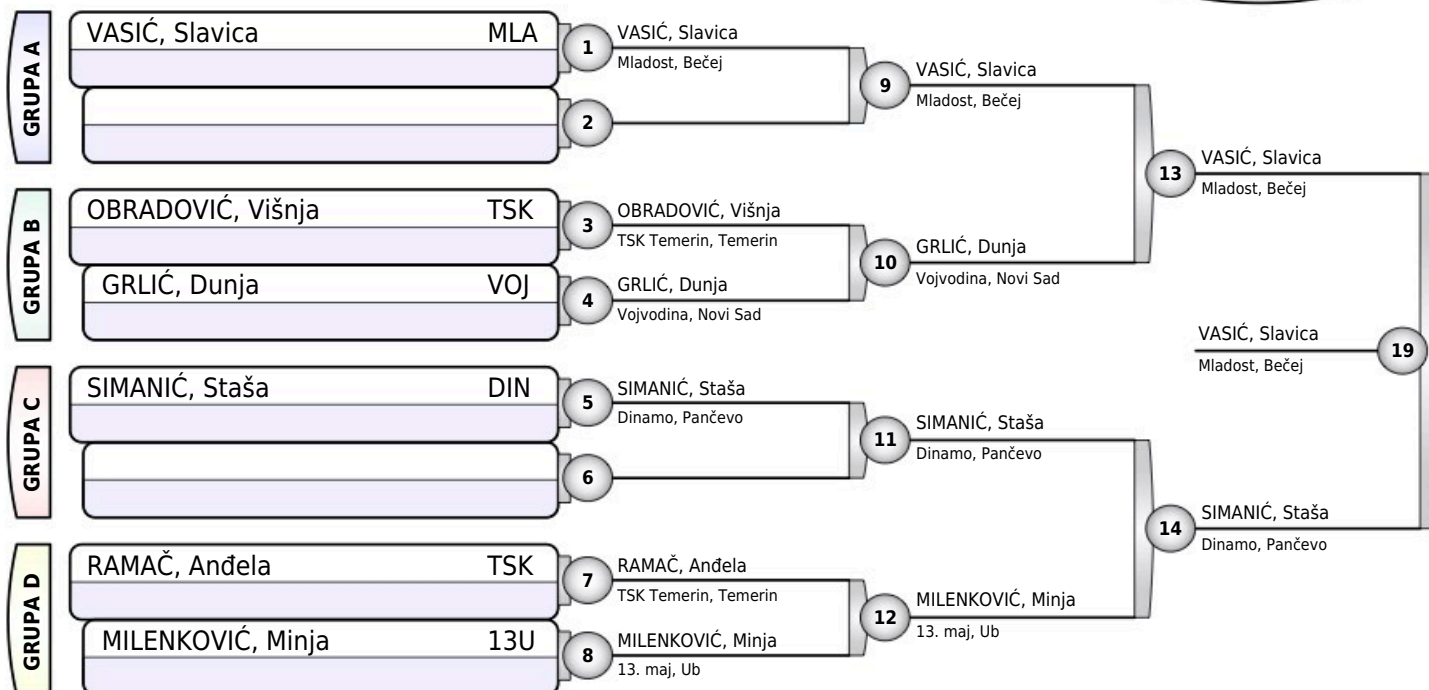 GRUPA A
VASIĆ, Slavica MLA
1
VASIĆ, Slavica
Mladost, Bečej
2
9
VASIĆ, Slavica
Mladost, Bečej
GRUPA B
OBRADOVIĆ, Višnja TSK
3
OBRADOVIĆ, Višnja
TSK Temerin, Temerin
GRLIĆ, Dunja VOJ
4
GRLIĆ, Dunja
Vojvodina, Novi Sad
10
GRLIĆ, Dunja
Vojvodina, Novi Sad
13
VASIĆ, Slavica
Mladost, Bečej
VASIĆ, Slavica
Mladost, Bečej
19
GRUPA C
SIMANIĆ, Staša DIN
5
SIMANIĆ, Staša
Dinamo, Pančevo
6
11
SIMANIĆ, Staša
Dinamo, Pančevo
14
SIMANIĆ, Staša
Dinamo, Pančevo
GRUPA D
RAMAČ, Anđela TSK
7
RAMAČ, Anđela
TSK Temerin, Temerin
MILENKOVIĆ, Minja 13U
8
MILENKOVIĆ, Minja
13. maj, Ub
12
MILENKOVIĆ, Minja
13. maj, Ub